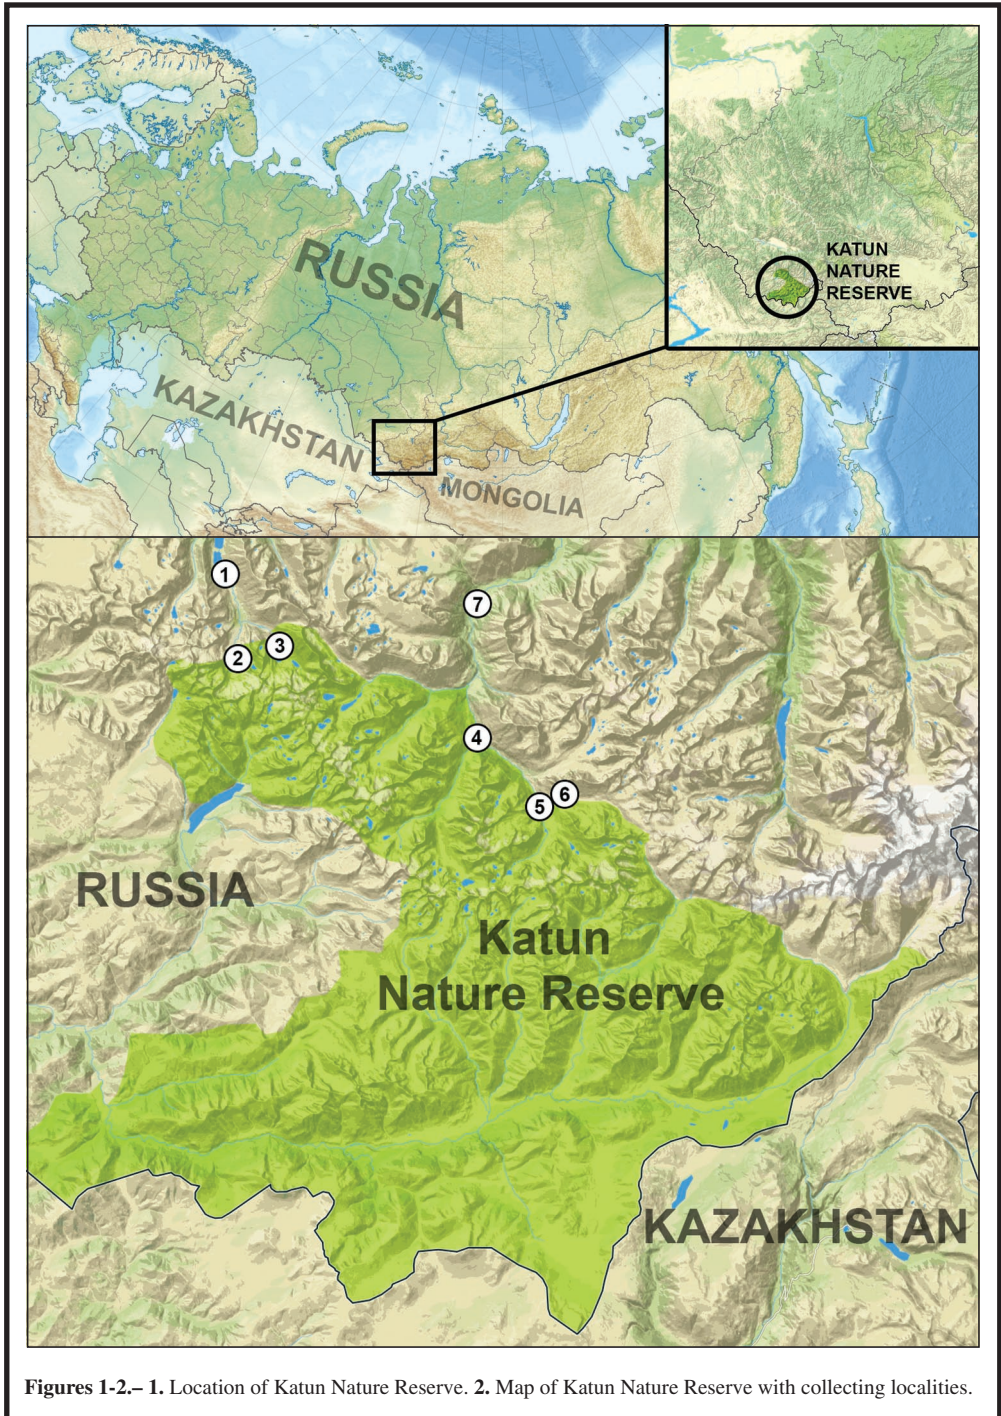 RUSSIA
KAZAKHSTAN
MONGOLIA
KATUN
NATURE
RESERVE
1
2
3
7
4
5
6
RUSSIA
Katun
Nature Reserve
KAZAKHSTAN
Figures 1-2.– 1. Location of Katun Nature Reserve. 2. Map of Katun Nature Reserve with collecting localities.